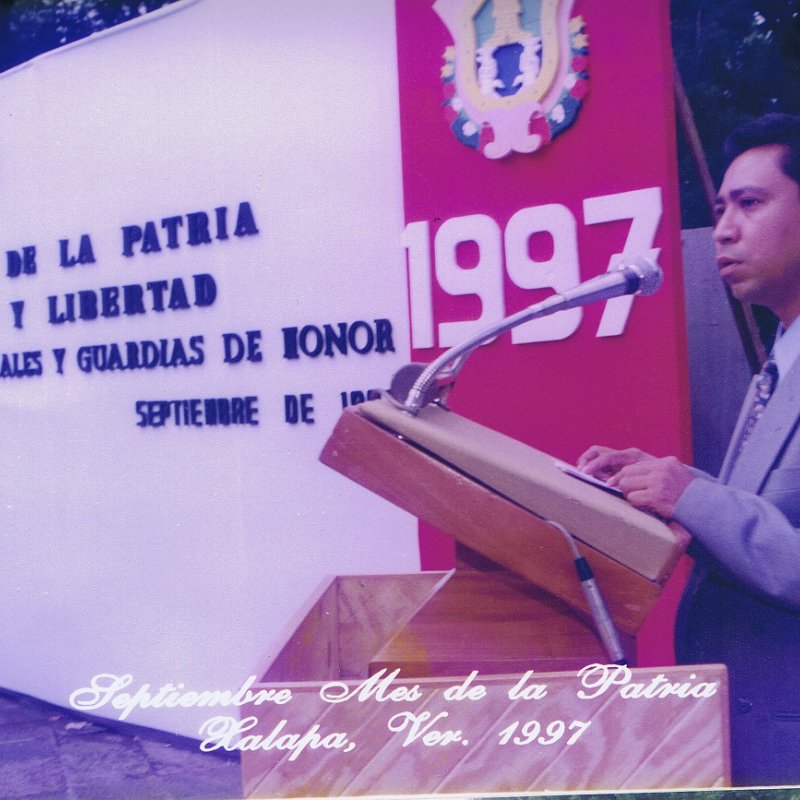 DE LA PATRIA
Y LIBERTAD
ALES Y GUARDIAS DE HONOR
SEPTIEMBRE DE
1997
Septiembre Mes de la Patria
Xalapa, Ver. 1997